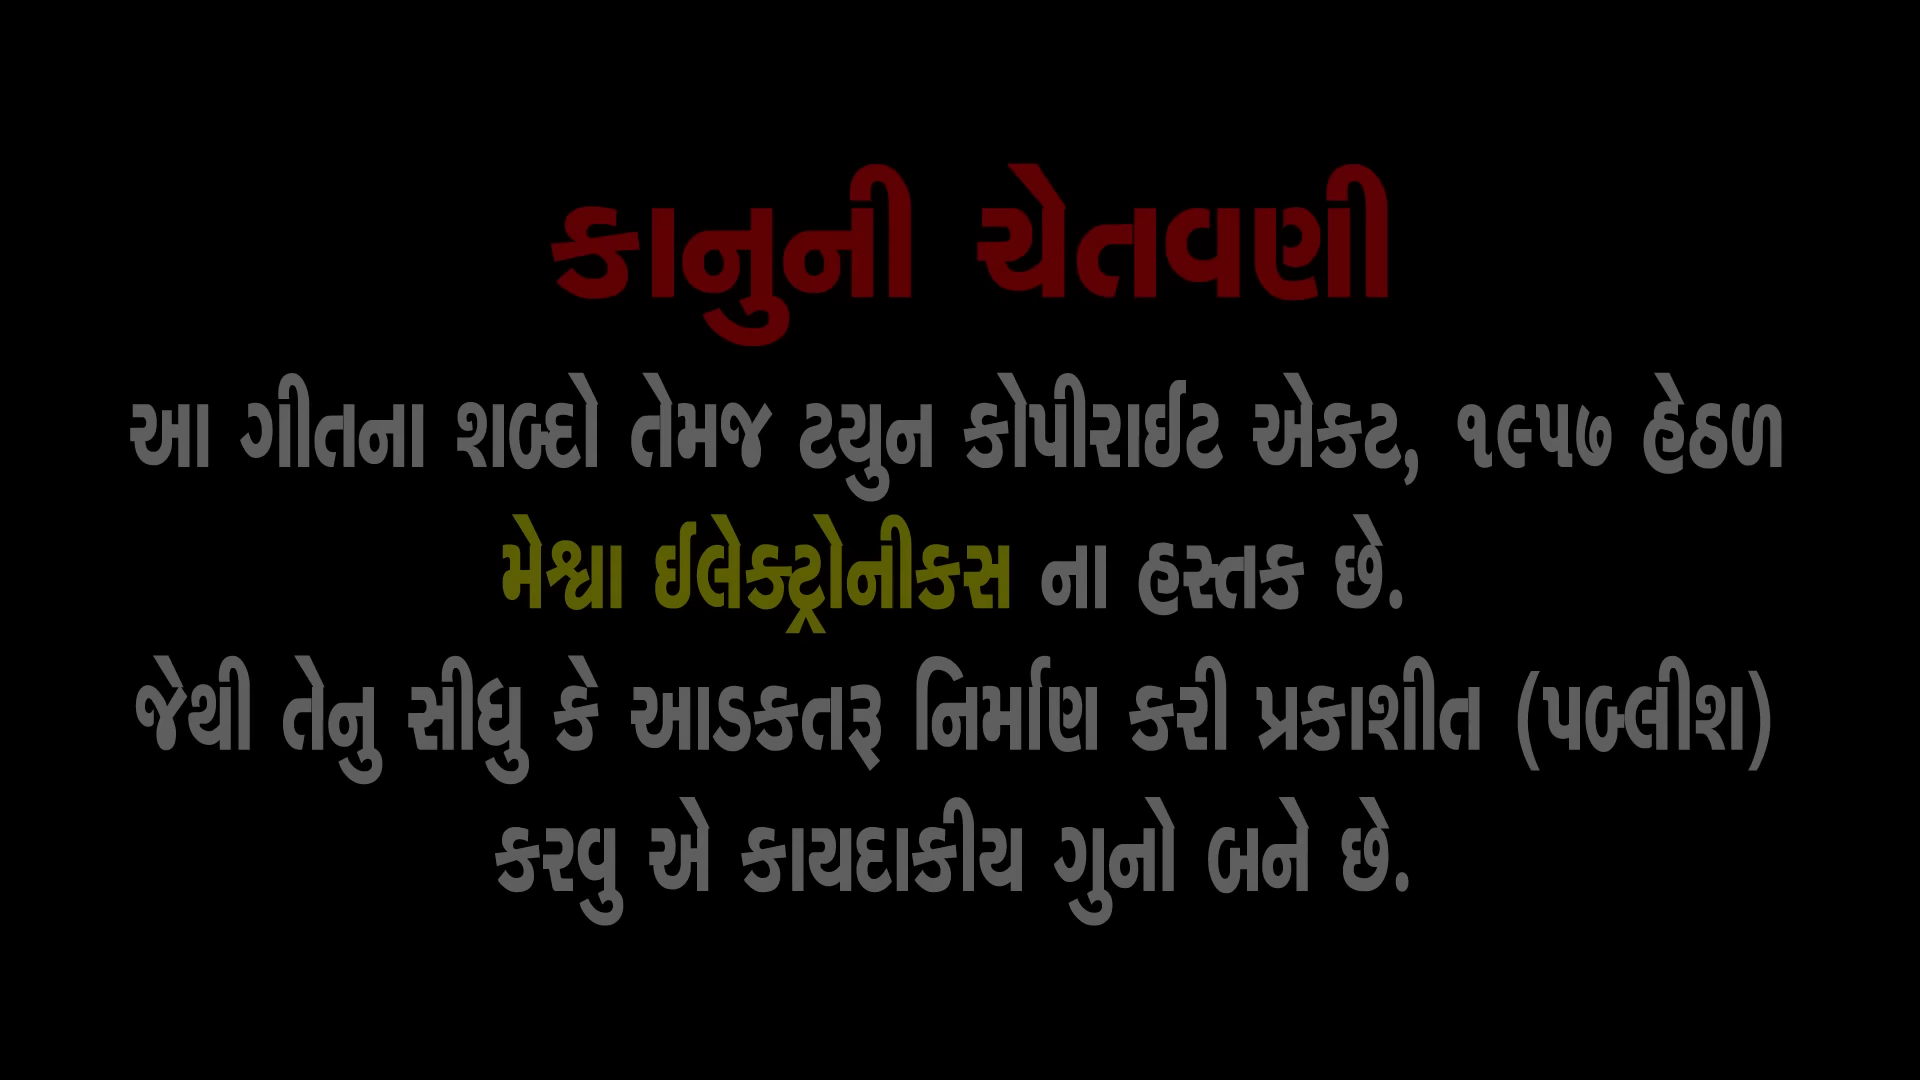 કાનુની ચેતવણી
આ ગીતના શબ્દો તેમજ ટયુન કોપીરાઈટ એકટ, ૧૯૫૭ હેઠળ
મેશ્વા ઈલેક્ટ્રોનીકસ ના હસ્તક છે.
જેથી તેનુ સીધુ કે આડકતરૂ નિર્માણ કરી પ્રકાશીત (પબ્લીશ)
કરવુ એ કાયદાકીય ગુનો બને છે.